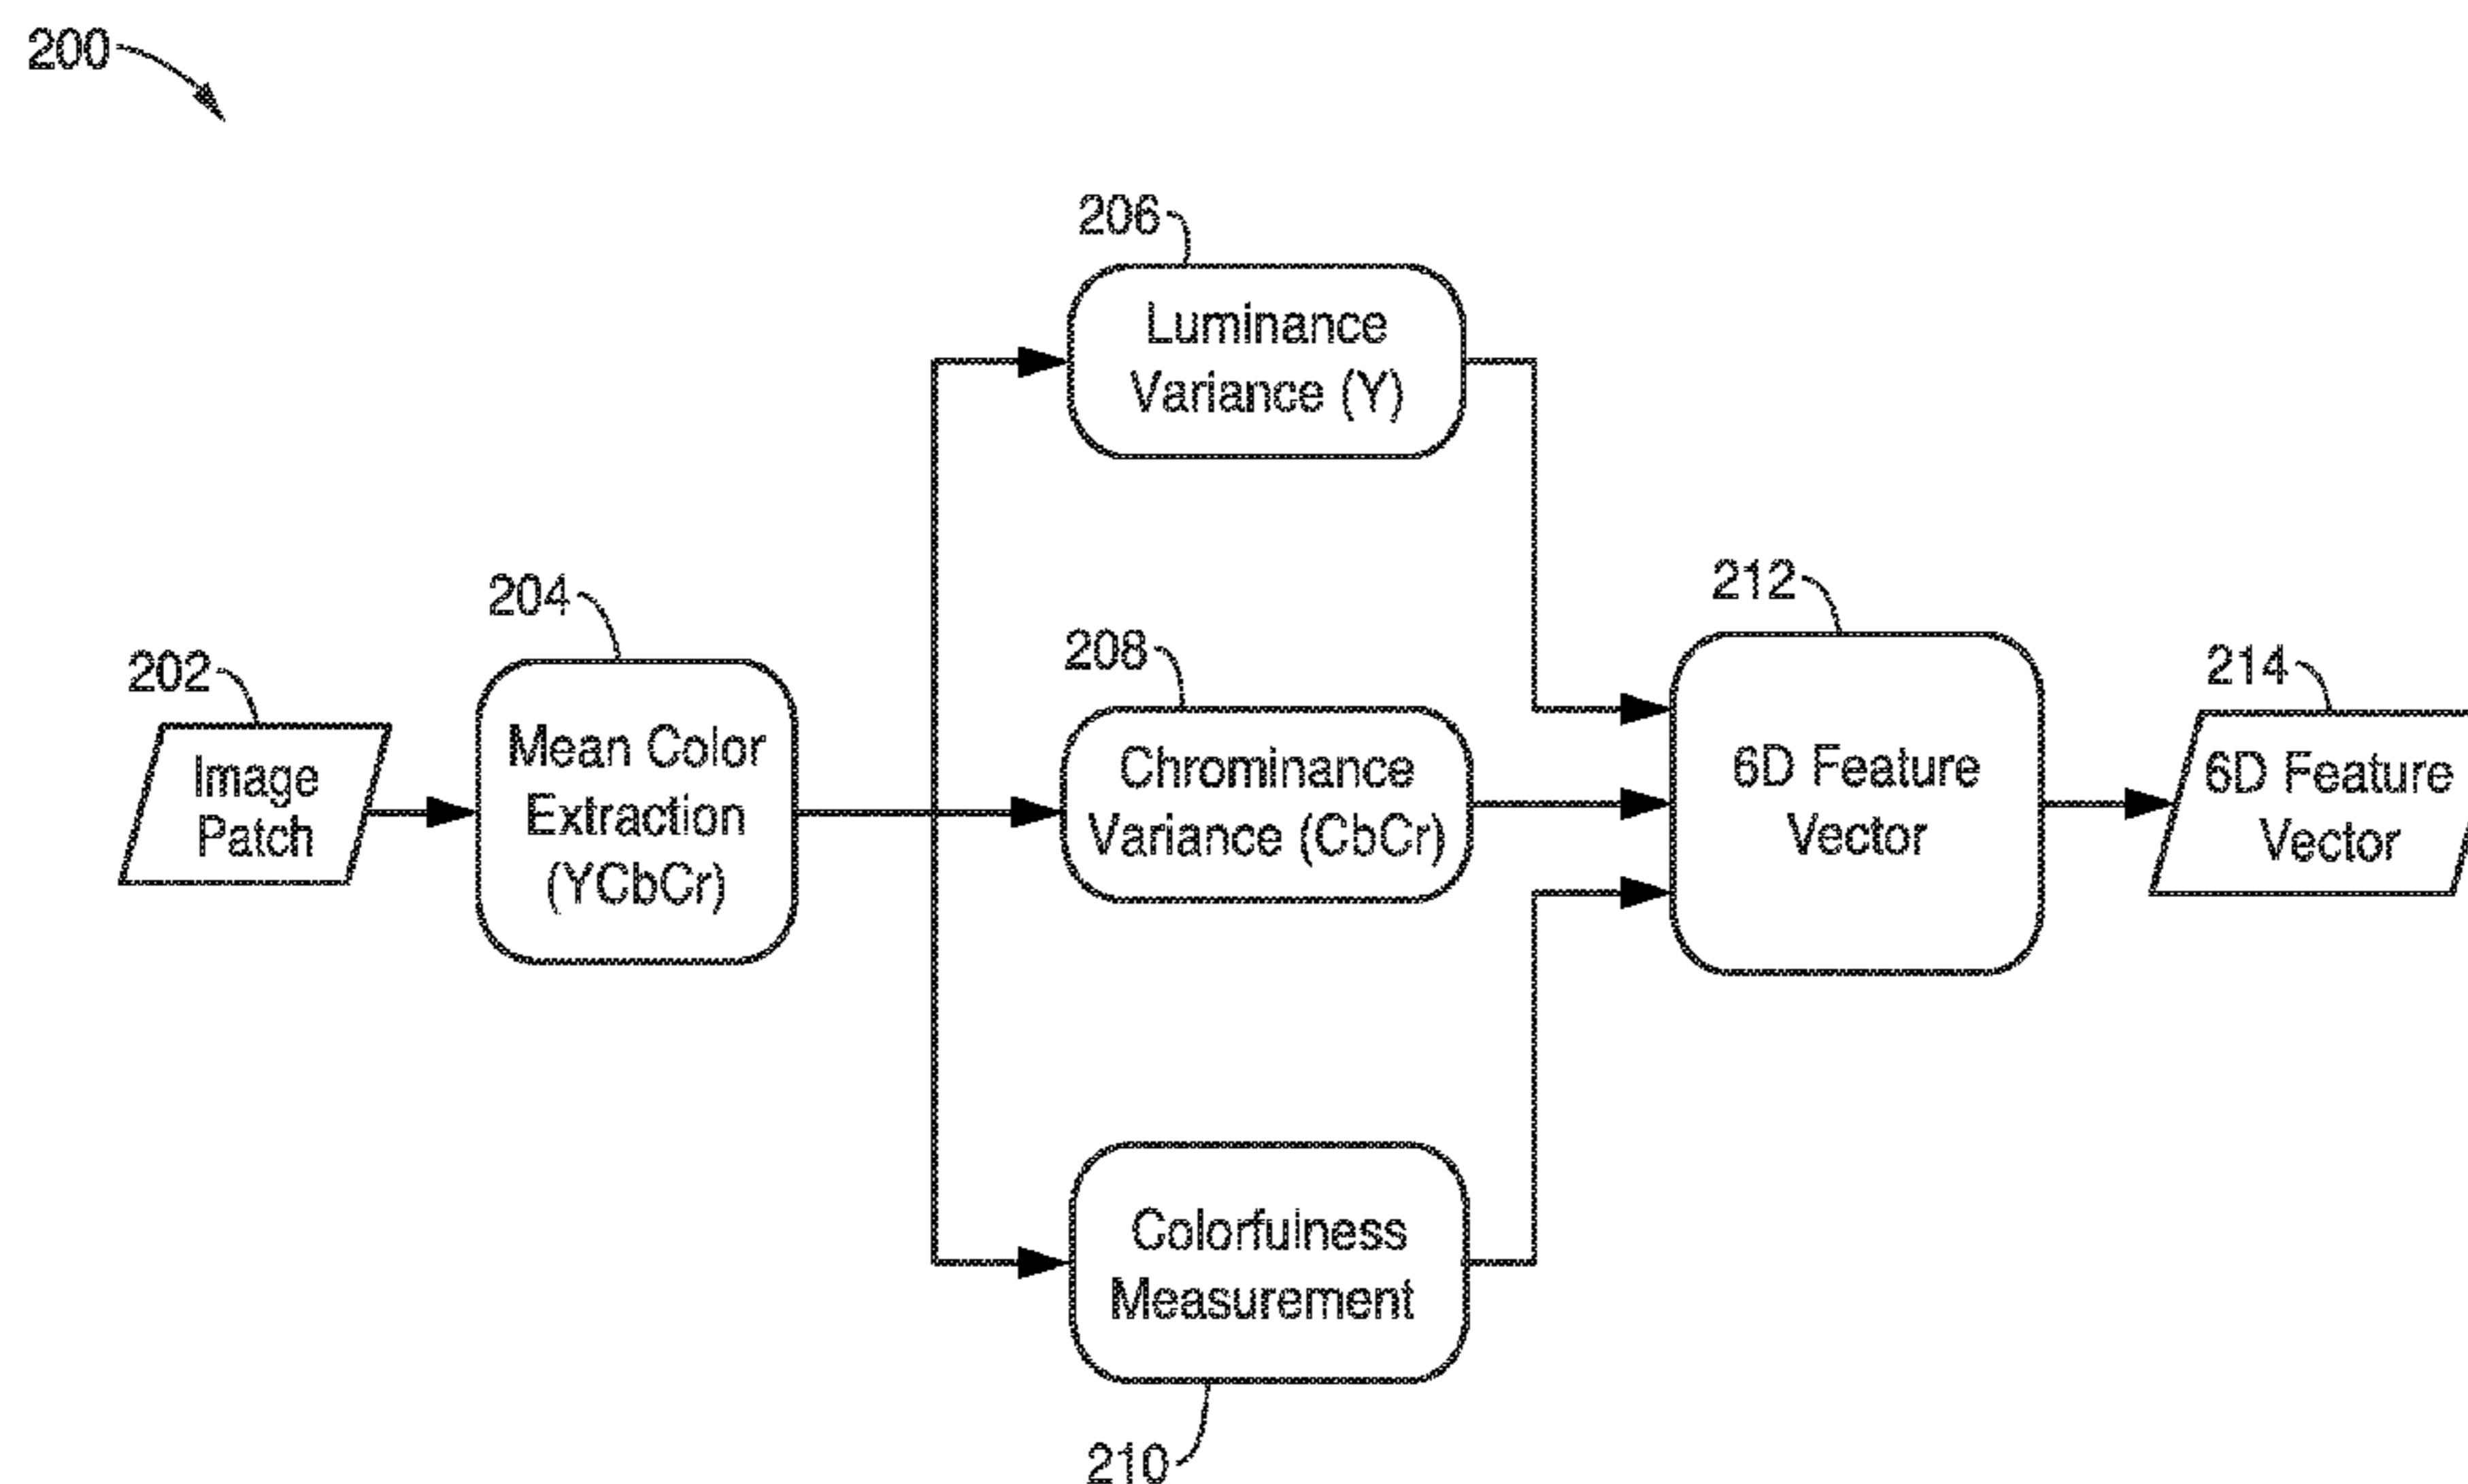 200
206
Luminance
Variance (Y)
204
212
202
208
214
Image
Patch
Mean Color
Extraction
(YCbCr)
Chrominance
Variance (CbCr)
6D Feature
Vector
6D Feature
Vector
Colorfulness
Measurement
210